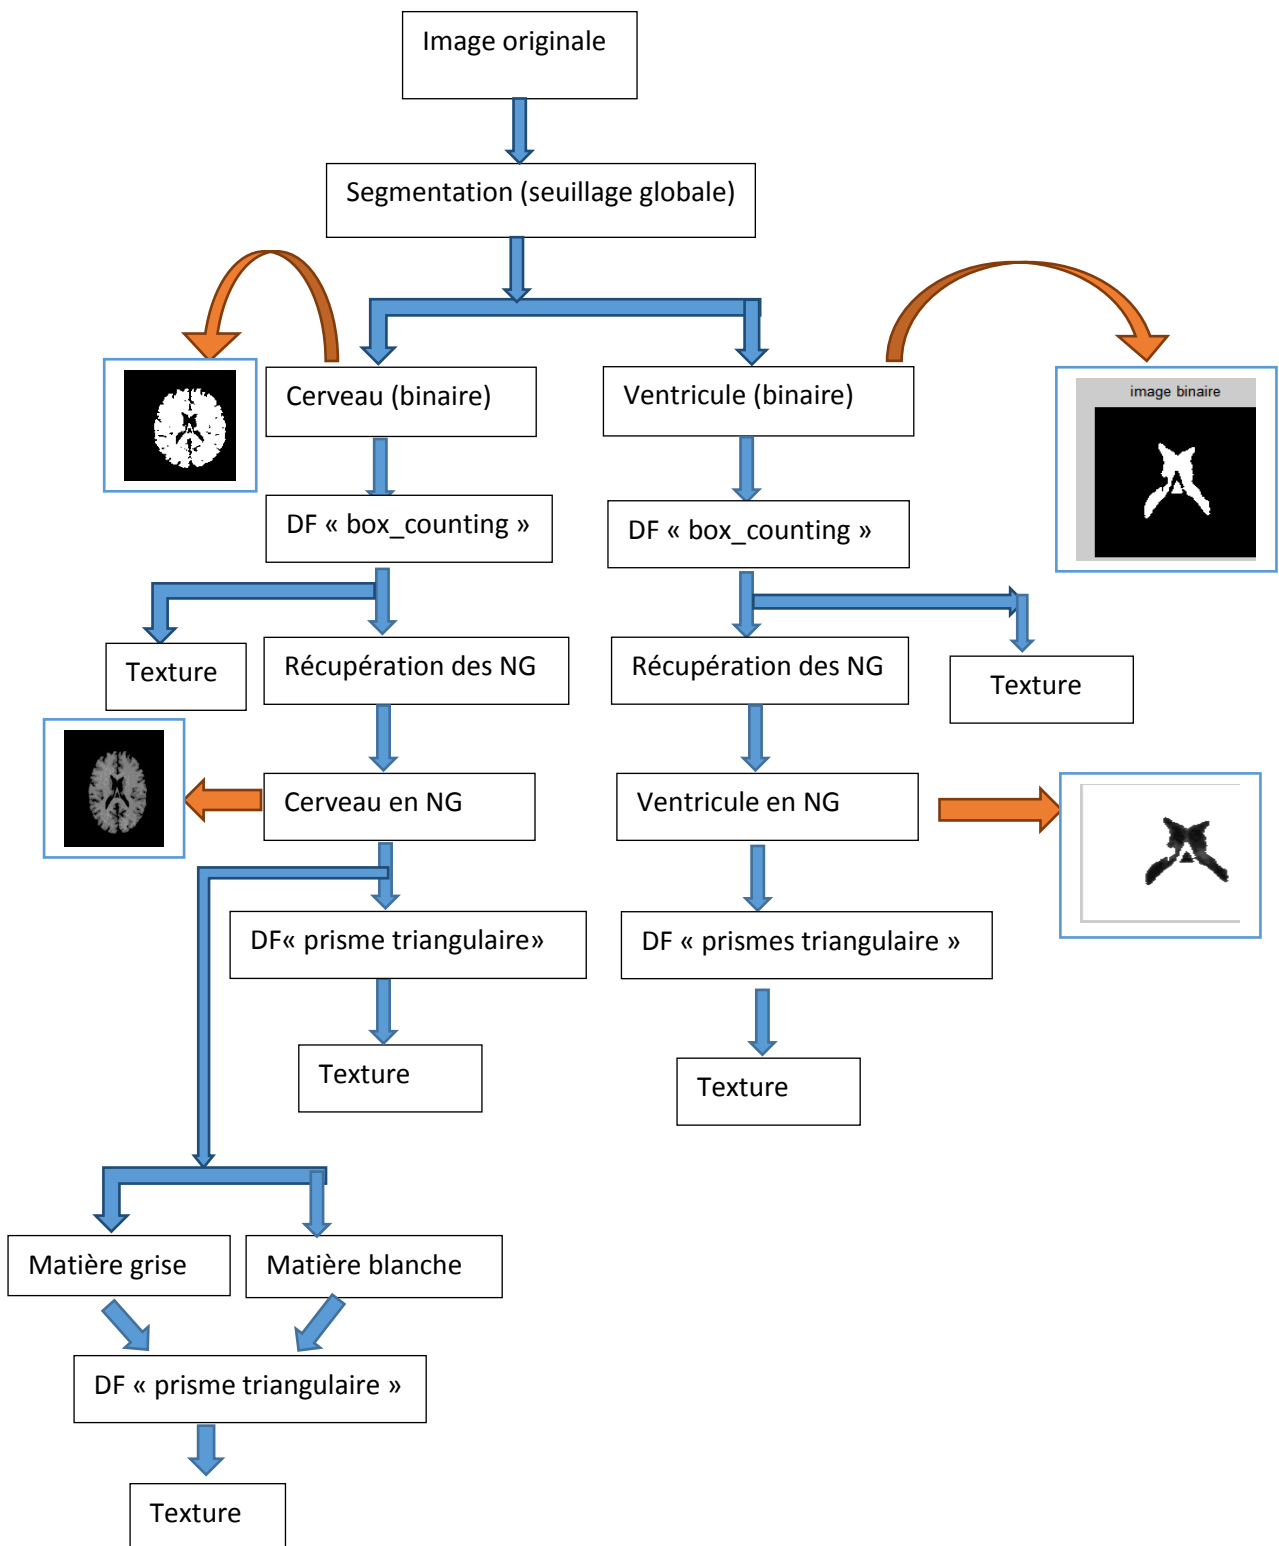 Image originale
Segmentation (seuillage globale)
Cerveau (binaire)
Ventricule (binaire)
image binaire
DF « box_counting »
DF « box_counting »
Texture
Récupération des NG
Récupération des NG
Texture
Cerveau en NG
Ventricule en NG
DF« prisme triangulaire»
DF « prismes triangulaire »
Texture
Texture
Matière grise
Matière blanche
DF « prisme triangulaire »
Texture